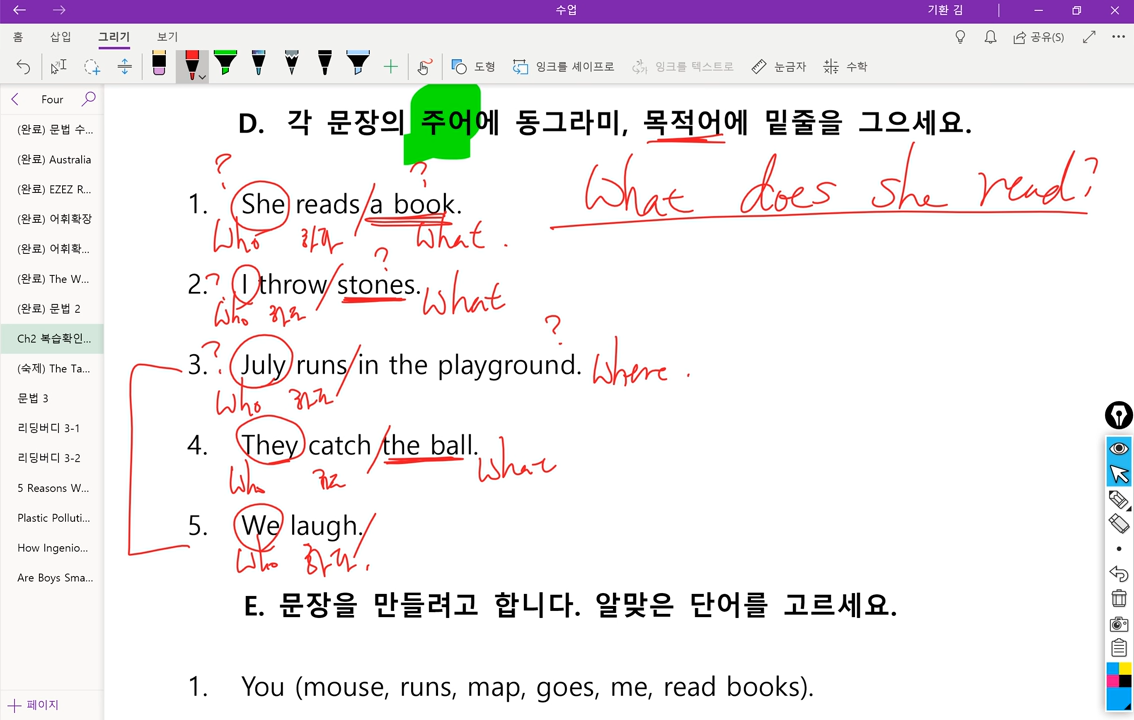 수업
기환 김
홈 삽입 그리기 보기
공유(S)
도형 잉크를 셰이프로 잉크를 텍스트로 눈금자 수학
Four
(완료) 문법 수...
(완료) Australia
(완료) EZEZ R...
(완료) 어휘확장
(완료) 어휘확...
(완료) The W...
(완료) 문법 2
Ch2 복습확인...
(숙제) The Ta...
문법 3
리딩버디 3-1
리딩버디 3-2
5 Reasons W...
Plastic Polluti...
How Ingenio...
Are Boys Sma...
페이지
D. 각 문장의 주어에 동그라미, 목적어에 밑줄을 그으세요.
? ?
What does she read?
1. She reads / a book.
Who 하다 What.
?
2. ? I throw / stones. What
Who 하다
?
3. ? July runs / in the playground. Where.
Who 하다
4. They catch / the ball. What
Who 하다
5. We laugh. /
Who 하다.
E. 문장을 만들려고 합니다. 알맞은 단어를 고르세요.
1. You (mouse, runs, map, goes, me, read books).